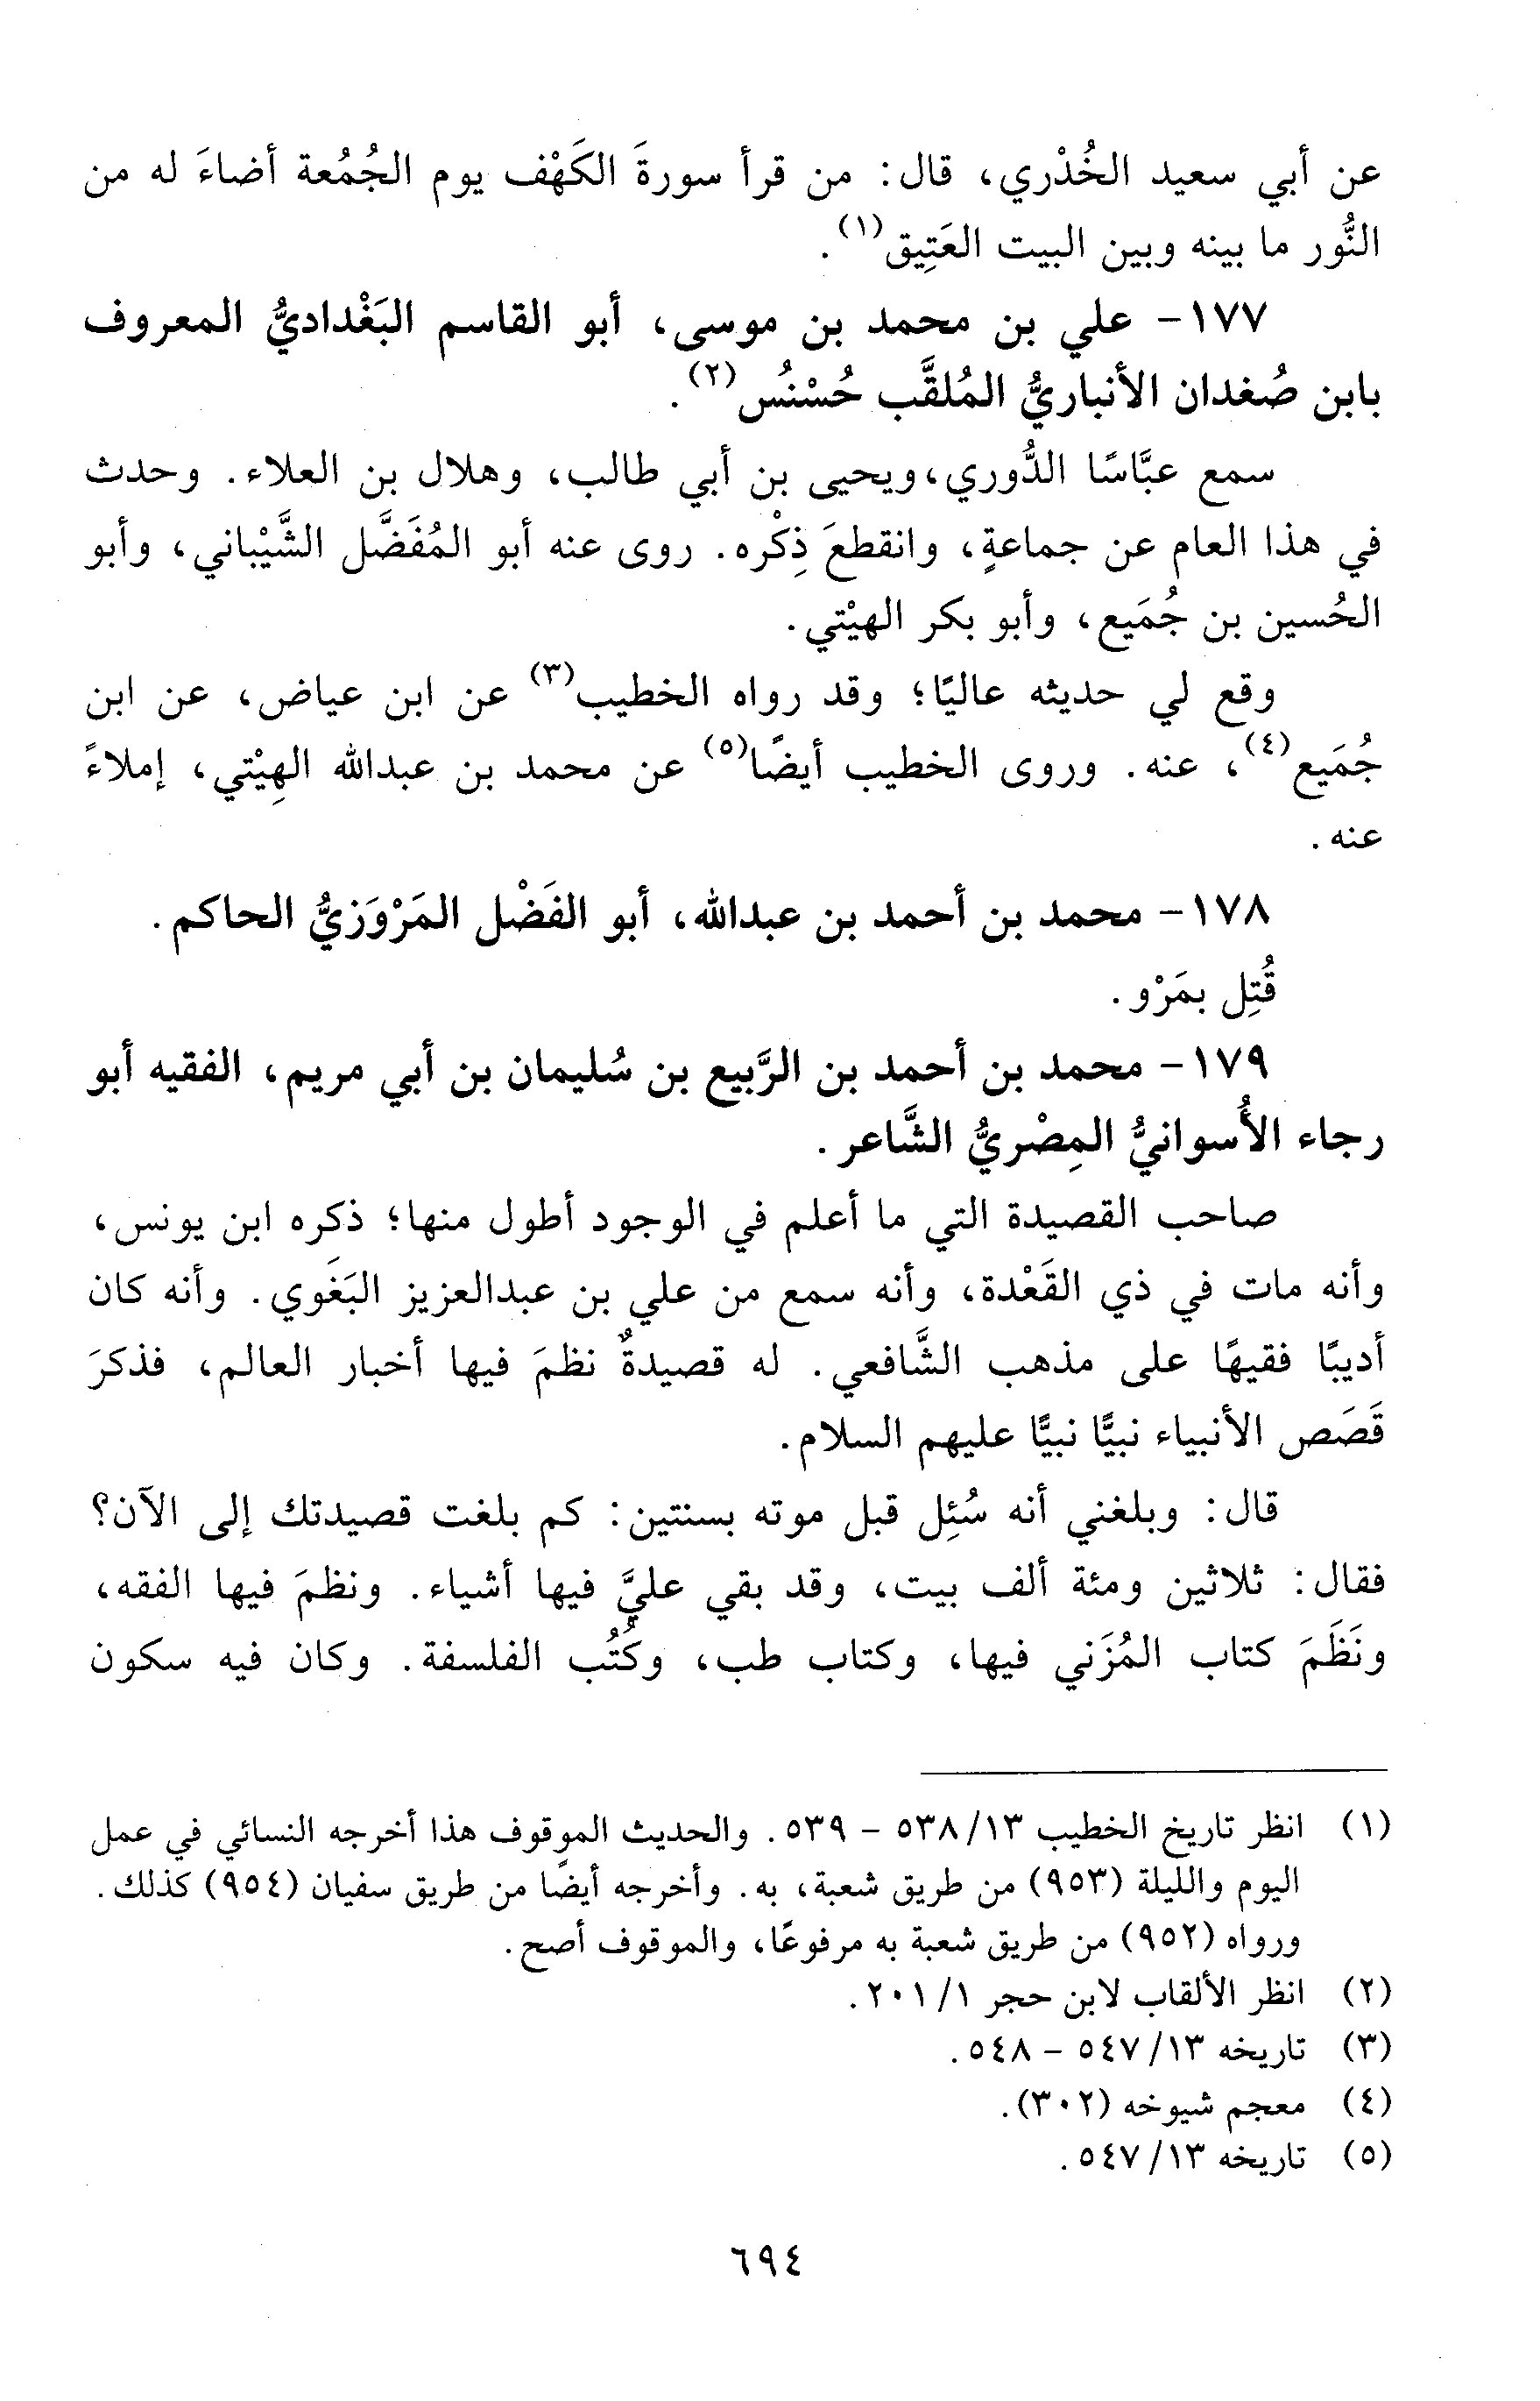 عن أبي سعيد الخُدْري، قال: من قرأ سورةَ الكَهْف يوم الجُمُعة أضاءَ له من
النُّور ما بينه وبين البيت العَتِيق(١).
١٧٧- علي بن محمد بن موسى، أبو القاسم البَغْداديُّ المعروف
بابن صُغدان الأنباريُّ المُلقَّب حُسْنُس(٢).
سمع عبَّاسًا الدُّوري، ويحيى بن أبي طالب، وهلال بن العلاء. وحدث
في هذا العام عن جماعةٍ، وانقطعَ ذِكْره. روى عنه أبو المُفَضَّل الشَّيْباني، وأبو
الحُسين بن جُمَيع، وأبو بكر الهيْتي.
وقع لي حديثه عاليًا؛ وقد رواه الخطيب(٣) عن ابن عياض، عن ابن
جُمَيع(٤)، عنه. وروى الخطيب أيضًا(٥) عن محمد بن عبدالله الهِيْتي، إملاءً
عنه.
١٧٨- محمد بن أحمد بن عبدالله، أبو الفَضْل المَرْوَزيُّ الحاكم.
قُتِل بمَرْو.
١٧٩- محمد بن أحمد بن الرَّبيع بن سُليمان بن أبي مريم، الفقيه أبو
رجاء الأُسوانيُّ المِصْريُّ الشَّاعر.
صاحب القصيدة التي ما أعلم في الوجود أطول منها؛ ذكره ابن يونس،
وأنه مات في ذي القَعْدة، وأنه سمع من علي بن عبدالعزيز البَغَوي. وأنه كان
أديبًا فقيهًا على مذهب الشَّافعي. له قصيدةٌ نظمَ فيها أخبار العالم، فذكرَ
قَصَص الأنبياء نبيًّا نبيًّا عليهم السلام.
قال: وبلغني أنه سُئِل قبل موته بسنتين: كم بلغت قصيدتك إلى الآن؟
فقال: ثلاثين ومئة ألف بيت، وقد بقي عليَّ فيها أشياء. ونظمَ فيها الفقه،
ونَظَمَ كتاب المُزَني فيها، وكتاب طب، وكُتُب الفلسفة. وكان فيه سكون
(١) انظر تاريخ الخطيب ١٣/ ٥٣٨ - ٥٣٩. والحديث الموقوف هذا أخرجه النسائي في عمل
اليوم والليلة (٩٥٣) من طريق شعبة، به. وأخرجه أيضًا من طريق سفيان (٩٥٤) كذلك.
ورواه (٩٥٢) من طريق شعبة به مرفوعًا، والموقوف أصح.
(٢) انظر الألقاب لابن حجر ١/ ٢٠١.
(٣) تاريخه ١٣/ ٥٤٧ - ٥٤٨.
(٤) معجم شيوخه (٣٠٢).
(٥) تاريخه ١٣/ ٥٤٧.
٦٩٤